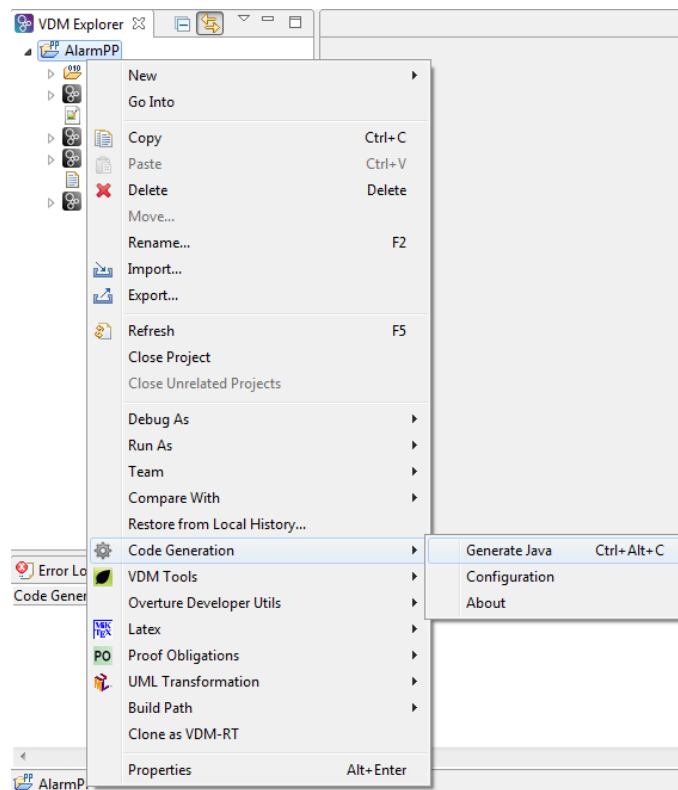 VDM Explorer
AlarmPP
New
Go Into
Copy Ctrl+C
Paste Ctrl+V
Delete Delete
Move...
Rename... F2
Import...
Export...
Refresh F5
Close Project
Close Unrelated Projects
Debug As
Run As
Team
Compare With
Restore from Local History...
Code Generation
Generate Java Ctrl+Alt+C
Configuration
About
Error Lo
Code Gener
VDM Tools
Overture Developer Utils
MiK
TEX
Latex
PO Proof Obligations
UML Transformation
Build Path
Clone as VDM-RT
Properties Alt+Enter
AlarmP